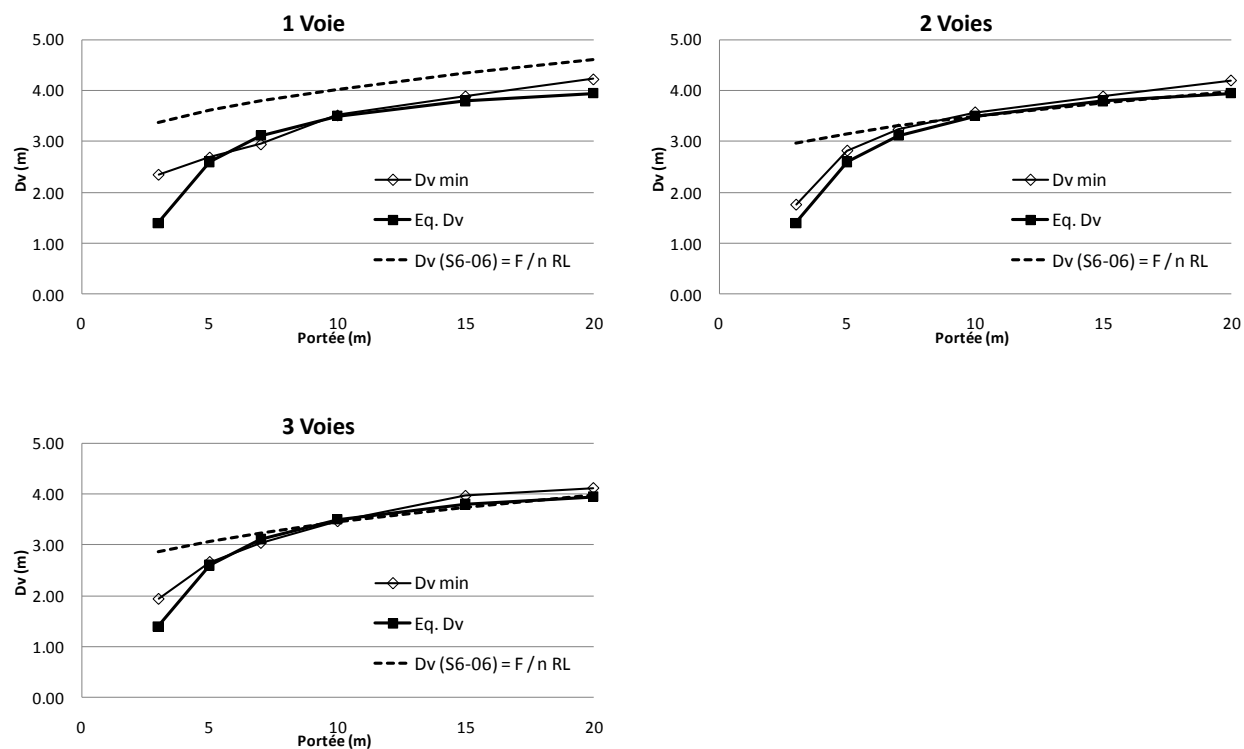 1 Voie
5.00
4.00
3.00
2.00
1.00
0.00
Dv (m)
Dv min
Eq. Dv
Dv (S6-06) = F / n RL
0 5 10 15 20
Portée (m)
2 Voies
5.00
4.00
3.00
2.00
1.00
0.00
Dv (m)
Dv min
Eq. Dv
Dv (S6-06) = F / n RL
0 5 10 15 20
Portée (m)
3 Voies
5.00
4.00
3.00
2.00
1.00
0.00
Dv (m)
Dv min
Eq. Dv
Dv (S6-06) = F / n RL
0 5 10 15 20
Portée (m)